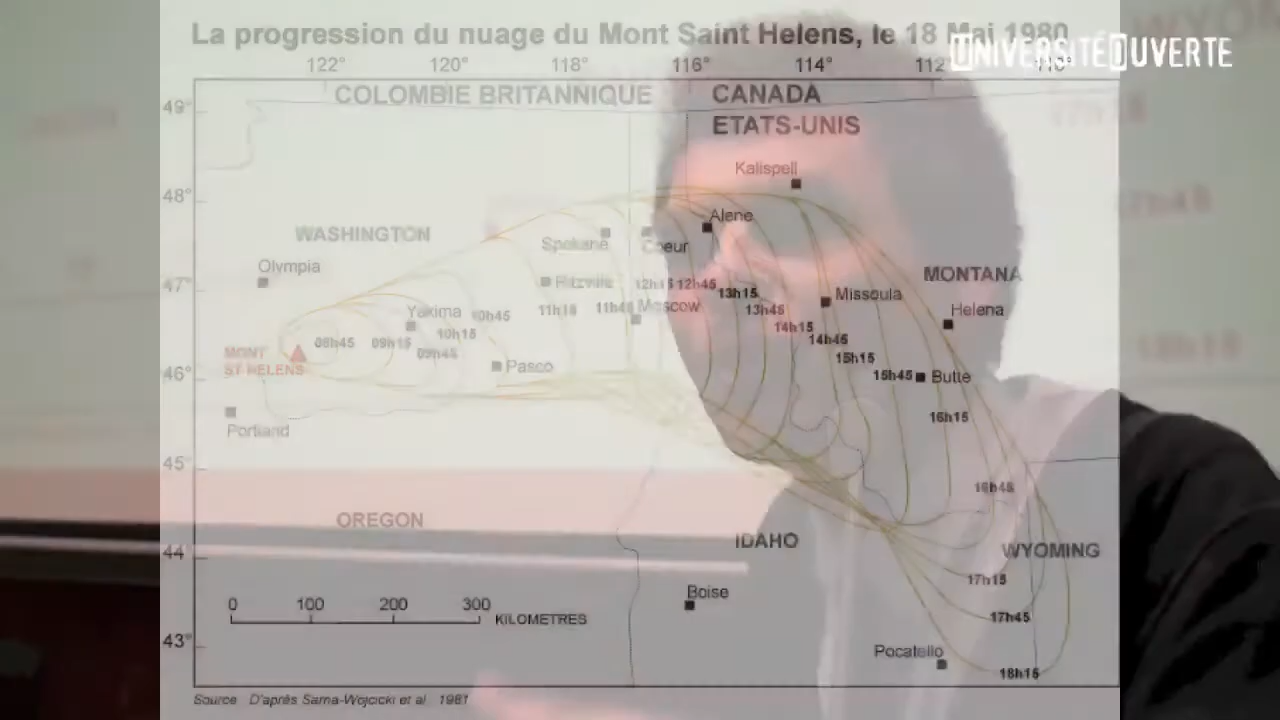 La progression du nuage du Mont Saint Helens, le 18 Mai 1980
UNIVERSITÉ OUVERTE
122° 120° 118° 116° 114° 112° 110°
COLOMBIE BRITANNIQUE
CANADA
49°
ETATS-UNIS
Kalispell
48°
Alene
WASHINGTON
Spokane
Coeur
Olympia
MONTANA
47°
Ritzville
12h15
12h45
13h15
Missoula
Yakima
10h45
11h15
11h45
Moscow
13h45
Helena
10h15
14h15
08h45
09h15
09h45
14h45
MONT
ST HELENS
15h15
Pasco
46°
15h45
Butte
Portland
16h15
45°
16h45
OREGON
IDAHO
WYOMING
44°
17h15
Boise
0 100 200 300
KILOMETRES
17h45
43°
Pocatello
18h15
Source D'après Sarna-Wojcicki et al 1981